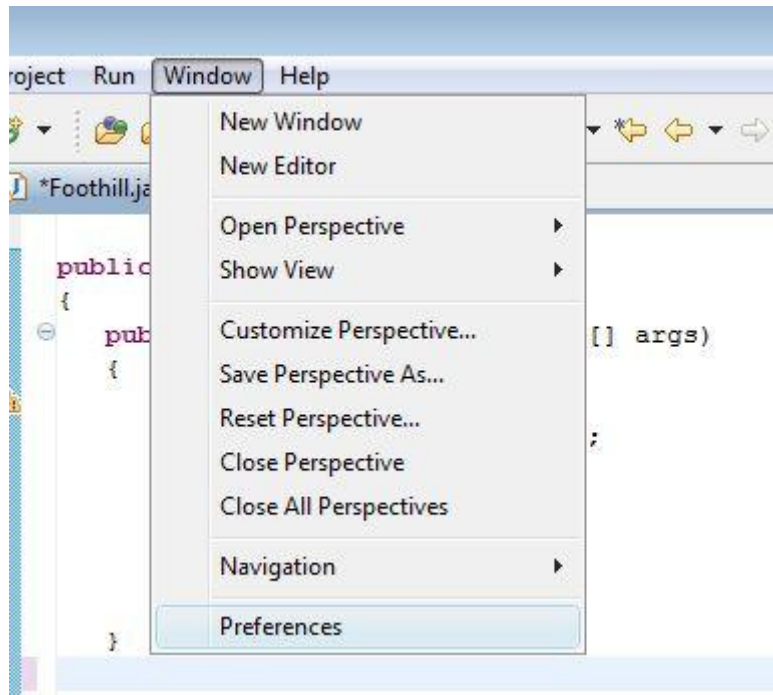 roject Run Window Help
New Window
New Editor
*Foothill.ja
Open Perspective
public
Show View
{
Customize Perspective...
pub [] args)
{
Save Perspective As...
Reset Perspective...
;
Close Perspective
Close All Perspectives
Navigation
Preferences
}